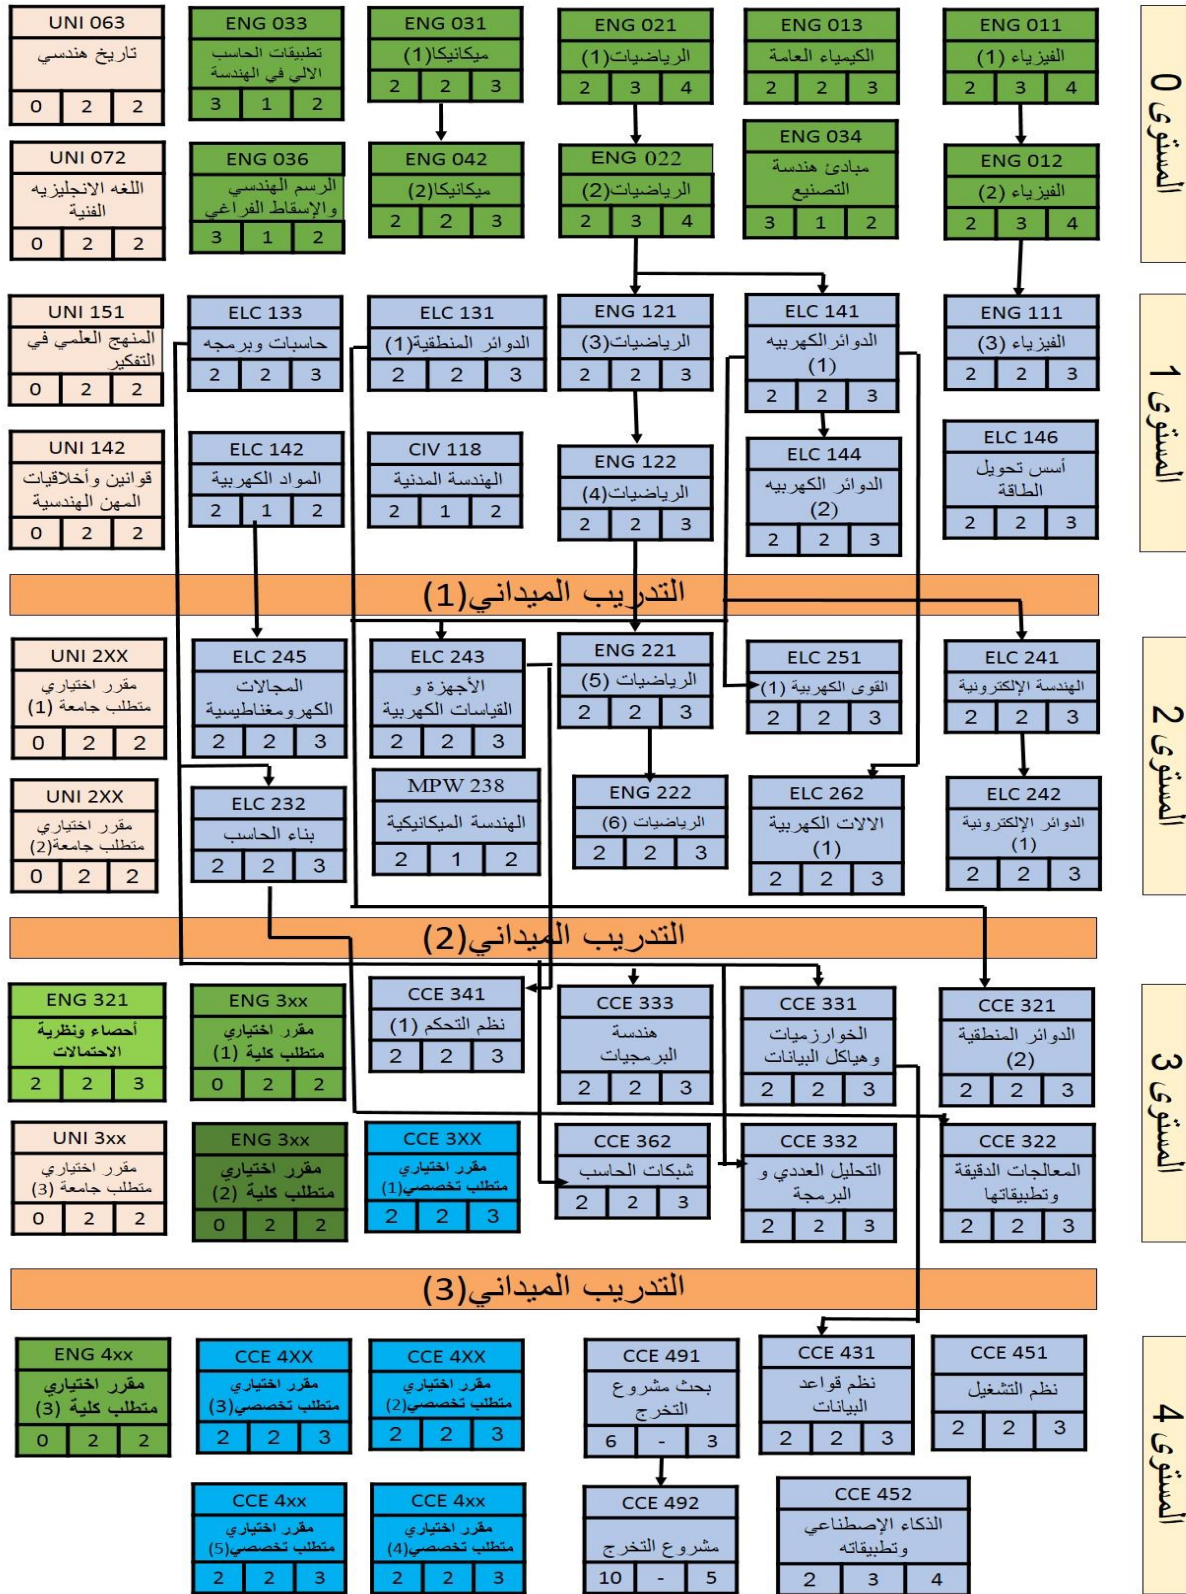 المستوى 0
UNI 063
تاريخ هندسي
0 2 2
ENG 033
تطبيقات الحاسب
الالي في الهندسة
3 1 2
ENG 031
ميكانيكا(1)
2 2 3
ENG 021
الرياضيات(1)
2 3 4
ENG 013
الكيمياء العامة
2 2 3
ENG 011
الفيزياء (1)
2 3 4
UNI 072
اللغه الانجليزيه
الفنية
0 2 2
ENG 036
الرسم الهندسي
والإسقاط الفراغي
3 1 2
ENG 042
ميكانيكا(2)
2 2 3
ENG 022
الرياضيات(2)
2 3 4
ENG 034
مبادئ هندسة
التصنيع
3 1 2
ENG 012
الفيزياء (2)
2 3 4
المستوى 1
UNI 151
المنهج العلمي في
التفكير
0 2 2
ELC 133
حاسبات وبرمجه
2 2 3
ELC 131
الدوائر المنطقية(1)
2 2 3
ENG 121
الرياضيات(3)
2 2 3
ELC 141
الدوائر الكهربيه
(1)
2 2 3
ENG 111
الفيزياء (3)
2 2 3
UNI 142
قوانين وأخلاقيات
المهن الهندسية
0 2 2
ELC 142
المواد الكهربية
2 1 2
CIV 118
الهندسة المدنية
2 1 2
ENG 122
الرياضيات(4)
2 2 3
ELC 144
الدوائر الكهربيه
(2)
2 2 3
ELC 146
أسس تحويل
الطاقة
2 2 3
التدريب الميداني(1)
المستوى 2
UNI 2XX
مقرر اختياري
متطلب جامعة (1)
0 2 2
ELC 245
المجالات
الكهرومغناطيسية
2 2 3
ELC 243
الأجهزة و
القياسات الكهربية
2 2 3
ENG 221
الرياضيات (5)
2 2 3
ELC 251
القوى الكهربية (1)
2 2 3
ELC 241
الهندسة الإلكترونية
2 2 3
UNI 2XX
مقرر اختياري
متطلب جامعة(2)
0 2 2
ELC 232
بناء الحاسب
2 2 3
MPW 238
الهندسة الميكانيكية
2 1 2
ENG 222
الرياضيات (6)
2 2 3
ELC 262
الالات الكهربية
(1)
2 2 3
ELC 242
الدوائر الإلكترونية
(1)
2 2 3
التدريب الميداني(2)
المستوى 3
ENG 321
أحصاء ونظرية
الاحتمالات
2 2 3
ENG 3xx
مقرر اختياري
متطلب كلية (1)
0 2 2
CCE 341
نظم التحكم (1)
2 2 3
CCE 333
هندسة
البرمجيات
2 2 3
CCE 331
الخوارزميات
وهياكل البيانات
2 2 3
CCE 321
الدوائر المنطقية
(2)
2 2 3
UNI 3xx
مقرر اختياري
متطلب جامعة (3)
0 2 2
ENG 3xx
مقرر اختياري
متطلب كلية (2)
0 2 2
CCE 3XX
مقرر اختياري
متطلب تخصصي(1)
2 2 3
CCE 362
شبكات الحاسب
2 2 3
CCE 332
التحليل العددي و
البرمجة
2 2 3
CCE 322
المعالجات الدقيقة
وتطبيقاتها
2 2 3
التدريب الميداني(3)
المستوى 4
ENG 4xx
مقرر اختياري
متطلب كلية (3)
0 2 2
CCE 4XX
مقرر اختياري
متطلب تخصصي(3)
2 2 3
CCE 4XX
مقرر اختياري
متطلب تخصصي(2)
2 2 3
CCE 491
بحث مشروع
التخرج
6 - 3
CCE 431
نظم قواعد
البيانات
2 2 3
CCE 451
نظم التشغيل
2 2 3
CCE 4xx
مقرر اختياري
متطلب تخصصي(5)
2 2 3
CCE 4xx
مقرر اختياري
متطلب تخصصي(4)
2 2 3
CCE 492
مشروع التخرج
10 - 5
CCE 452
الذكاء الإصطناعي
وتطبيقاته
2 3 4